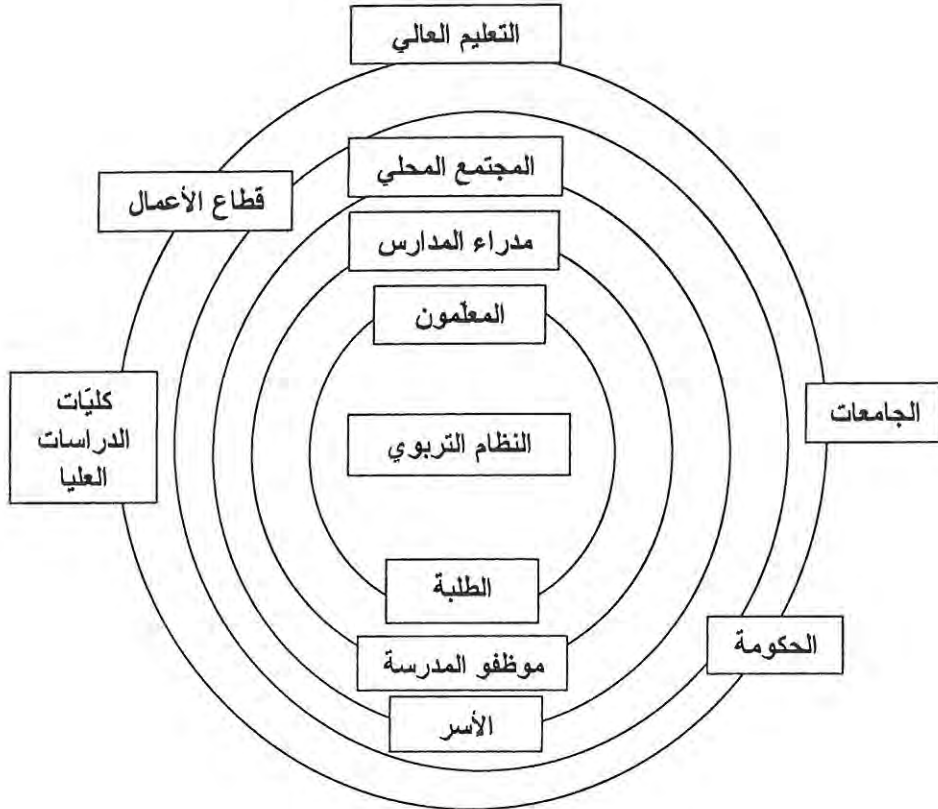 التعليم العالي
المجتمع المحلي
قطاع الأعمال
مدراء المدارس
المعلّمون
كليّات
الدراسات
العليا
النظام التربوي
الجامعات
الطلبة
الحكومة
موظفو المدرسة
الأسر